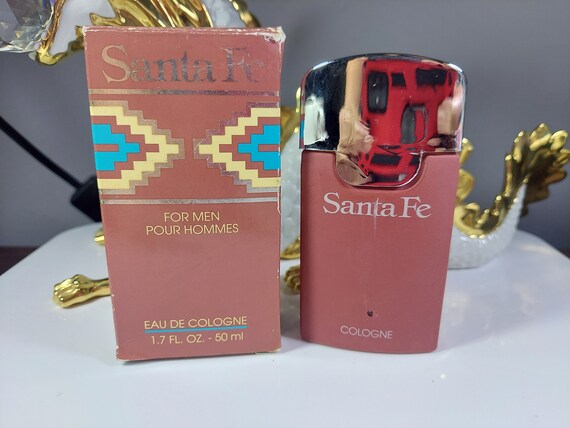 Santa Fe
FOR MEN
POUR HOMMES
EAU DE COLOGNE
1.7 FL. OZ. - 50 ml
Santa Fe
COLOGNE